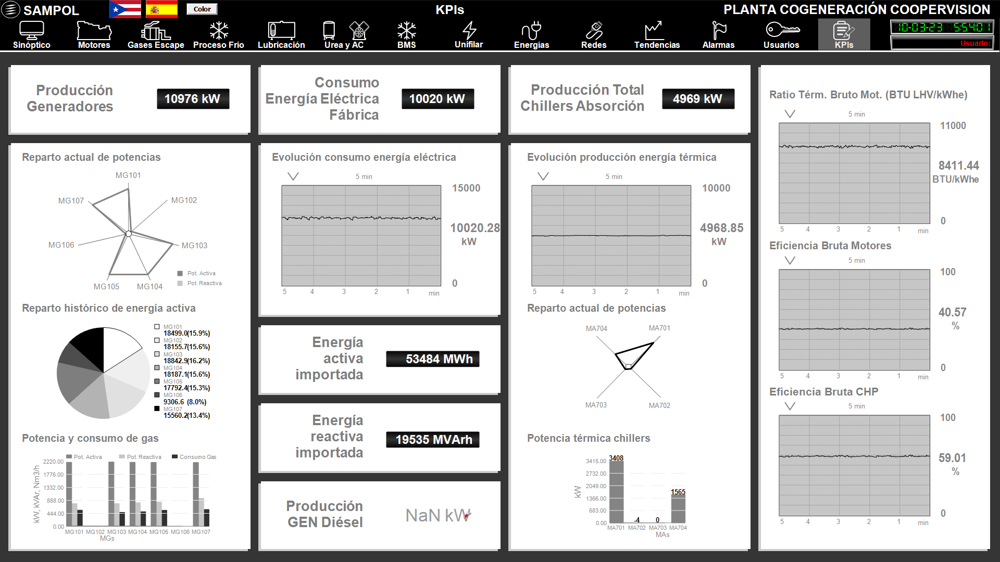 SAMPOL
Color
KPIs
PLANTA COGENERACIÓN COOPERVISION
Sinóptico
Motores
Gases Escape
Proceso Frío
Lubricación
Urea y AC
BMS
Unifilar
Energías
Redes
Tendencias
Alarmas
Usuarios
KPIs
10-03-23 5:54:01
Usuario:
Producción
Generadores
10976 kW
Consumo
Energía Eléctrica
Fábrica
10020 kW
Producción Total
Chillers Absorción
4969 kW
Reparto actual de potencias
MG101
MG107
MG102
MG106
MG103
MG105
MG104
Pot. Activa
Pot. Reactiva
Reparto histórico de energía activa
MG101
18499.0(15.9%)
MG102
18155.7(15.6%)
MG103
18842.9(16.2%)
MG104
18187.1(15.6%)
MG105
17792.4(15.3%)
MG106
9306.6 (8.0%)
MG107
15560.2(13.4%)
Potencia y consumo de gas
Pot. Activa
Pot. Reactiva
Consumo Gas
kW, kVAr, Nm3/h
2220.00
1776.00
1332.00
888.00
444.00
0.00
MG101 MG102 MG103 MG104 MG105 MG106 MG107
MGs
Evolución consumo energía eléctrica
5 min
15000
10020.28
kW
0
5 4 3 2 1 min
Energía
activa
importada
53484 MWh
Energía
reactiva
importada
19535 MVArh
Producción
GEN Diésel
NaN kW
Evolución producción energía térmica
5 min
10000
4968.85
kW
0
5 4 3 2 1 min
Reparto actual de potencias
MA704
MA701
MA703
MA702
Potencia térmica chillers
kW
3415.00
2732.00
2049.00
1366.00
683.00
0.00
3408
-4
0
1565
MA701 MA702 MA703 MA704
MAs
Ratio Térm. Bruto Mot. (BTU LHV/kWhe)
5 min
11000
8411.44
BTU/kWhe
0
5 4 3 2 1 min
Eficiencia Bruta Motores
5 min
100
40.57
%
0
5 4 3 2 1 min
Eficiencia Bruta CHP
5 min
100
59.01
%
0
5 4 3 2 1 min